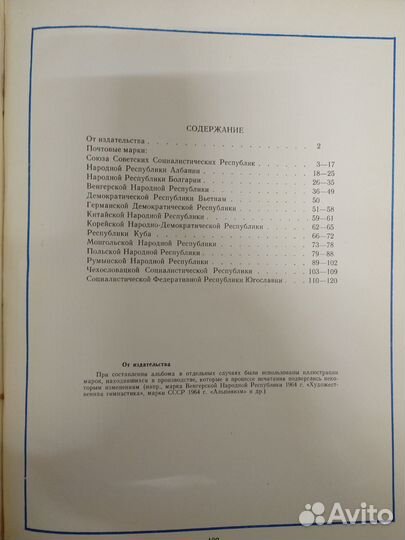 СОДЕРЖАНИЕ
От издательства . . . . . . . . . . . . 2
Почтовые марки:
Союза Советских Социалистических Республик . . . . 3—17
Народной Республики Албании . . . . . . . . 18—25
Народной Республики Болгарии . . . . . . . . 26—35
Венгерской Народной Республики . . . . . . . . 36—49
Демократической Республики Вьетнам . . . . . . . 50
Германской Демократической Республики . . . . . . 51—58
Китайской Народной Республики . . . . . . . . 59—61
Корейской Народно-Демократической Республики . . . . 62—65
Республики Куба . . . . . . . . . . . . 66—72
Монгольской Народной Республики . . . . . . . 73—78
Польской Народной Республики . . . . . . . . 79—88
Румынской Народной Республики . . . . . . . . 89—102
Чехословацкой Социалистической Республики . . . . . 103—109
Социалистической Федеративной Республики Югославии . . . 110—120
От издательства
При составлении альбома в отдельных случаях были использованы иллюстрации
марок, находившихся в производстве, которые в процессе печатания подверглись неко-
торым изменениям (напр., марка Венгерской Народной Республики 1964 г. «Художест-
венная гимнастика», марки СССР 1964 г. «Альпинизм» и др.)
Avito